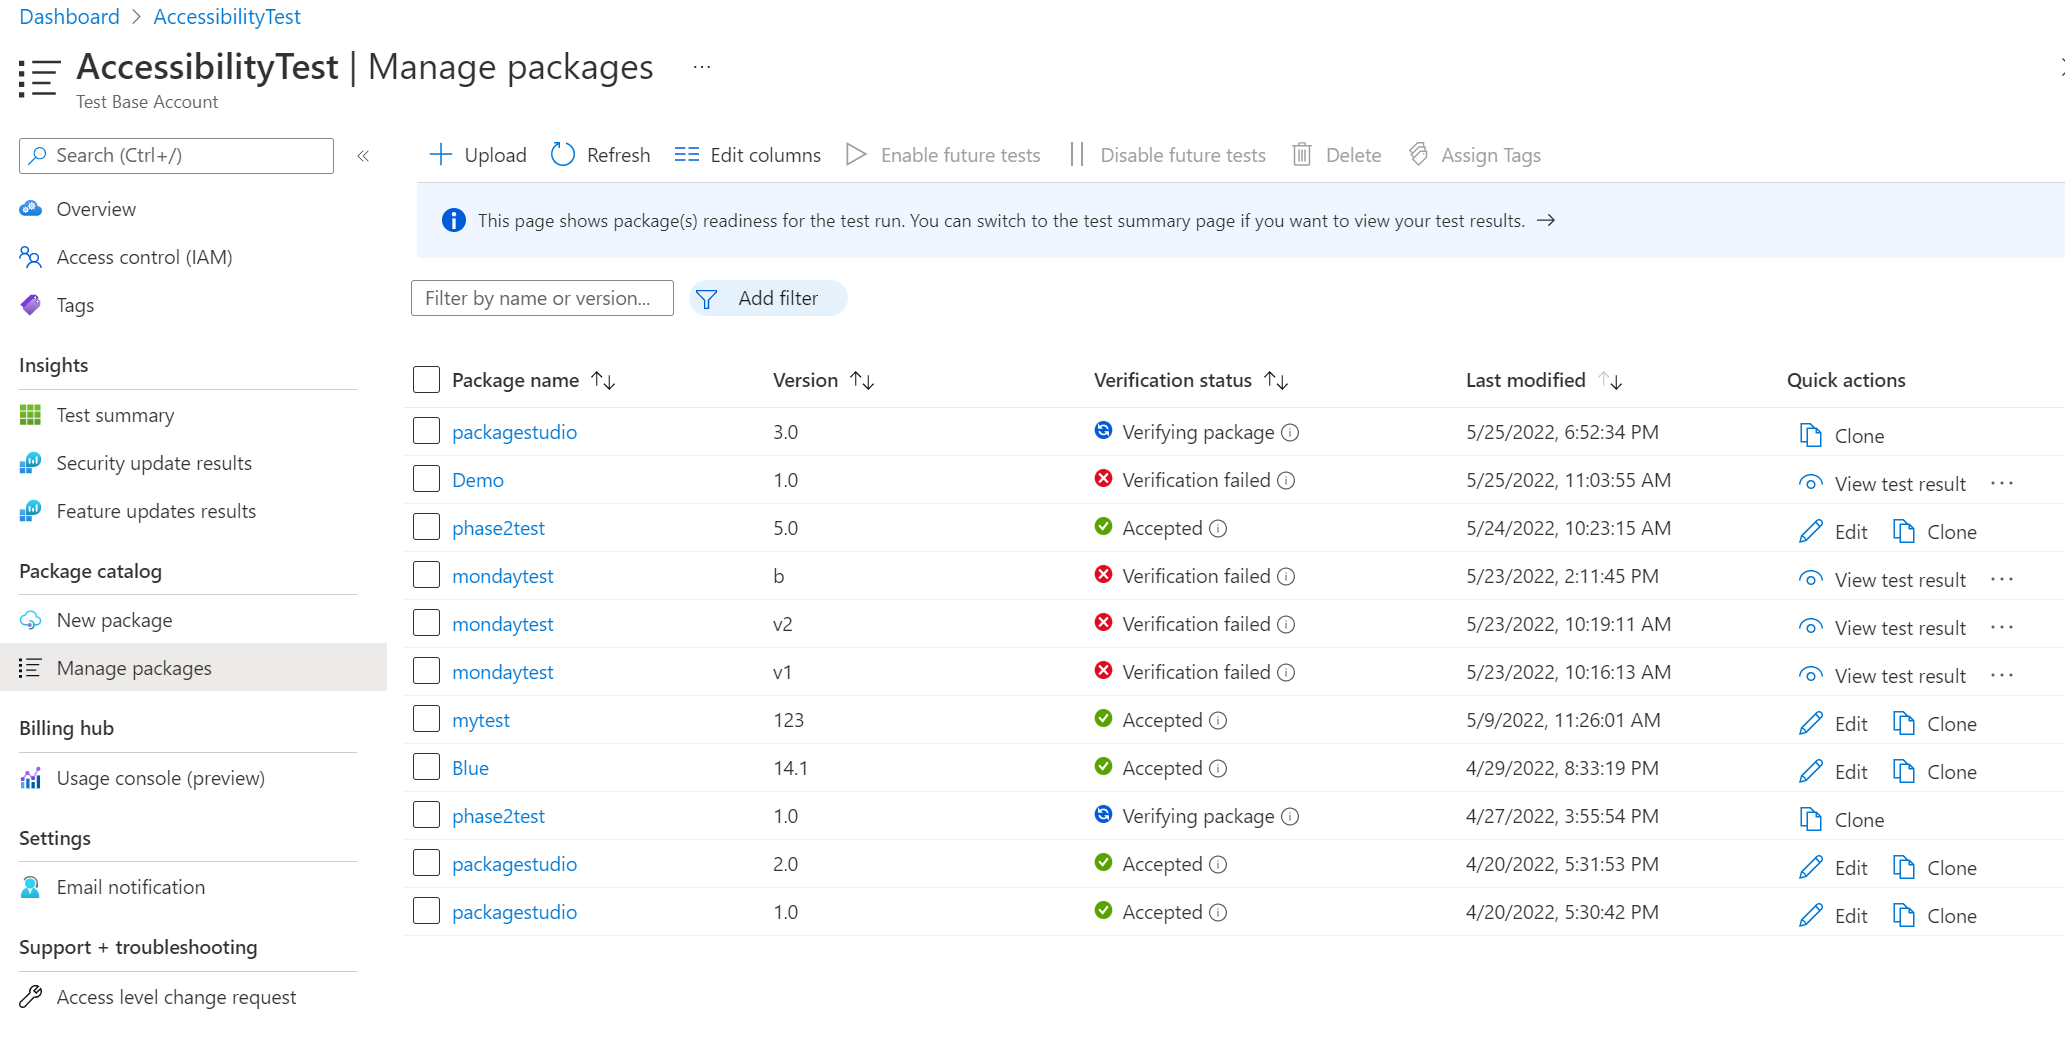 Dashboard > AccessibilityTest
AccessibilityTest | Manage packages ...
Test Base Account
Search (Ctrl+/) «
Overview
Access control (IAM)
Tags
Insights
Test summary
Security update results
Feature updates results
Package catalog
New package
Manage packages
Billing hub
Usage console (preview)
Settings
Email notification
Support + troubleshooting
Access level change request
Upload Refresh Edit columns Enable future tests Disable future tests Delete Assign Tags
This page shows package(s) readiness for the test run. You can switch to the test summary page if you want to view your test results. →
Filter by name or version... Add filter
Package name ↑↓ Version ↑↓ Verification status ↑↓ Last modified ↑↓ Quick actions
packagestudio 3.0 Verifying package 5/25/2022, 6:52:34 PM Clone
Demo 1.0 Verification failed 5/25/2022, 11:03:55 AM View test result ...
phase2test 5.0 Accepted 5/24/2022, 10:23:15 AM Edit Clone
mondaytest b Verification failed 5/23/2022, 2:11:45 PM View test result ...
mondaytest v2 Verification failed 5/23/2022, 10:19:11 AM View test result ...
mondaytest v1 Verification failed 5/23/2022, 10:16:13 AM View test result ...
mytest 123 Accepted 5/9/2022, 11:26:01 AM Edit Clone
Blue 14.1 Accepted 4/29/2022, 8:33:19 PM Edit Clone
phase2test 1.0 Verifying package 4/27/2022, 3:55:54 PM Clone
packagestudio 2.0 Accepted 4/20/2022, 5:31:53 PM Edit Clone
packagestudio 1.0 Accepted 4/20/2022, 5:30:42 PM Edit Clone